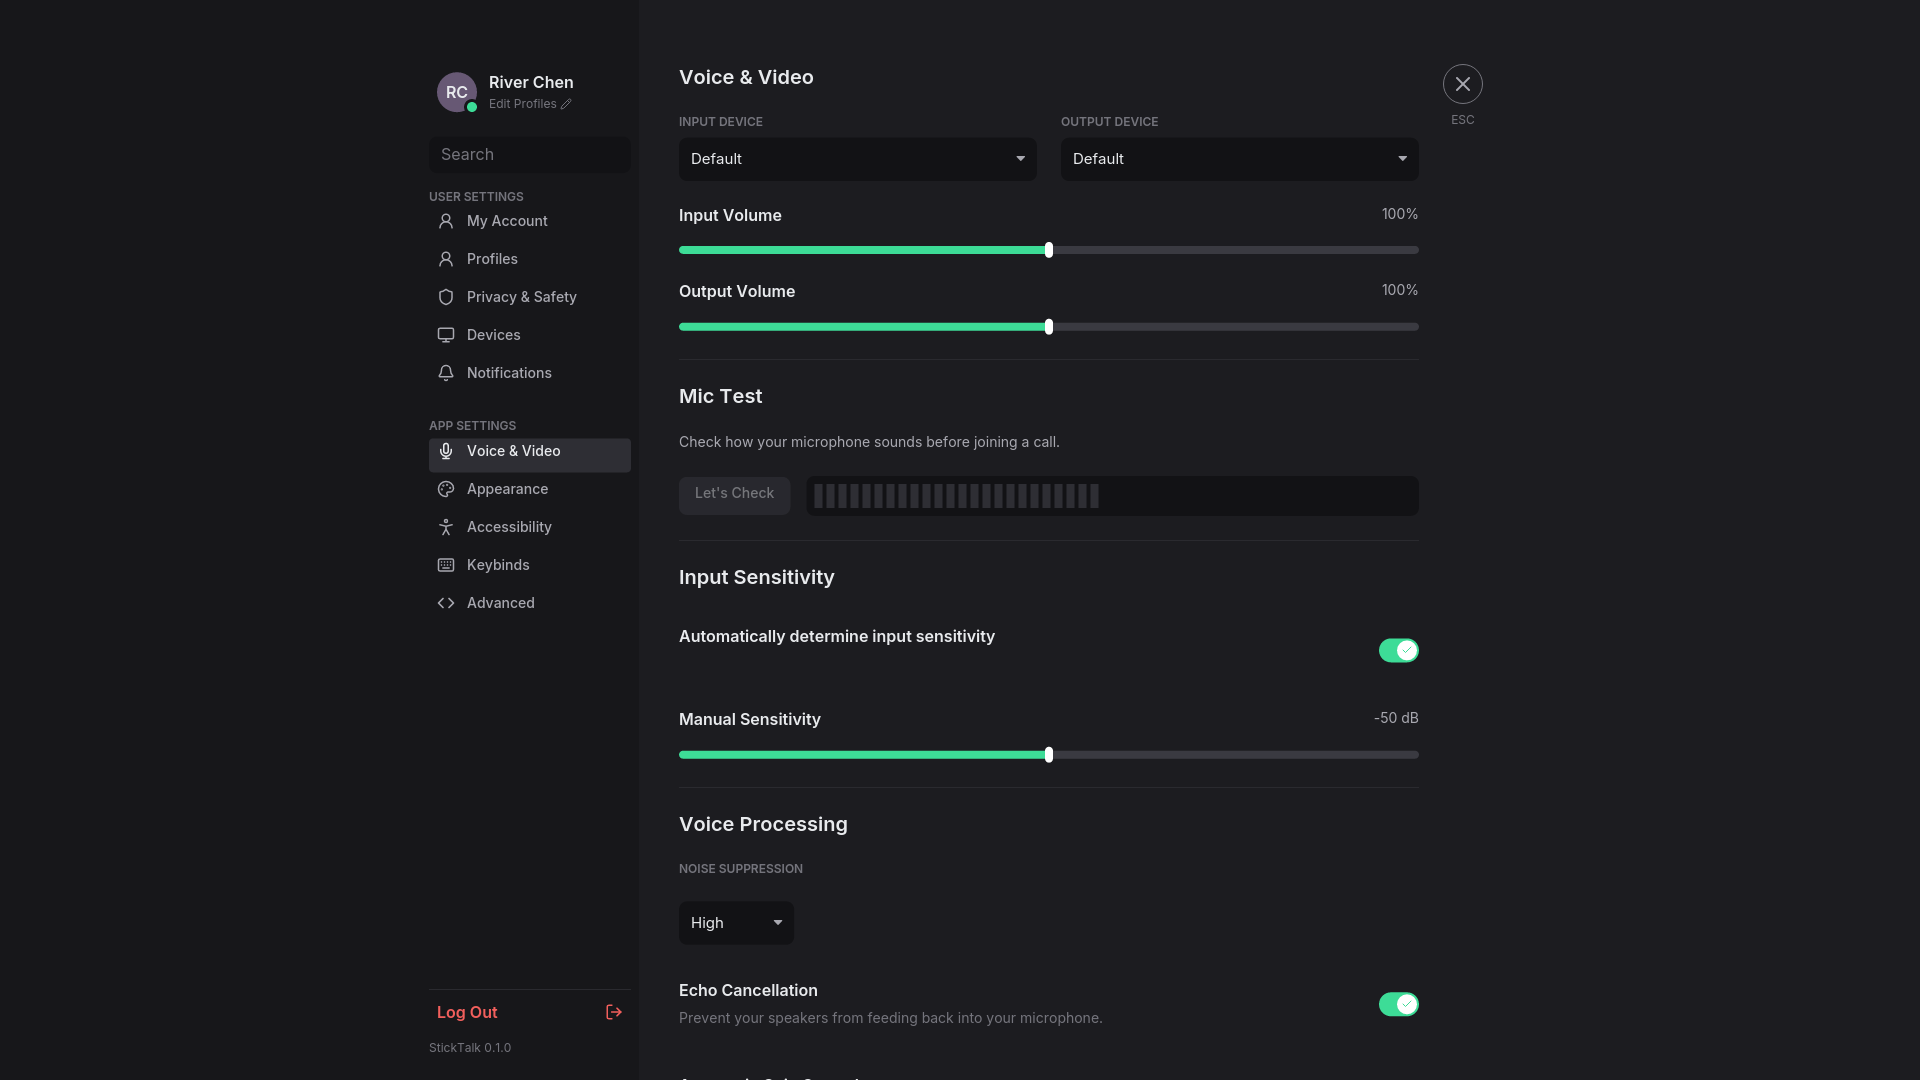 RC
River Chen
Edit Profiles
Search
USER SETTINGS
My Account
Profiles
Privacy & Safety
Devices
Notifications
APP SETTINGS
Voice & Video
Appearance
Accessibility
Keybinds
Advanced
Log Out
StickTalk 0.1.0
Voice & Video
ESC
INPUT DEVICE
Default
OUTPUT DEVICE
Default
Input Volume
100%
Output Volume
100%
Mic Test
Check how your microphone sounds before joining a call.
Let's Check
Input Sensitivity
Automatically determine input sensitivity
Manual Sensitivity
-50 dB
Voice Processing
NOISE SUPPRESSION
High
Echo Cancellation
Prevent your speakers from feeding back into your microphone.